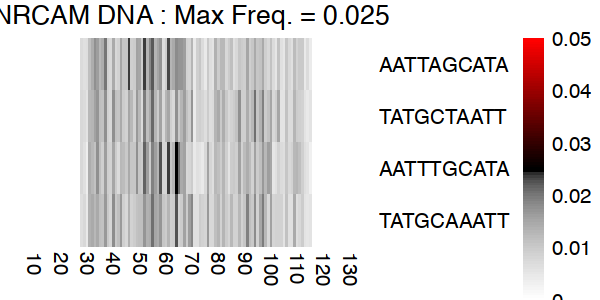 NRCAM DNA : Max Freq. = 0.025
AATTAGCATA
TATGCTAATT
AATTTGCATA
TATGCAAATT
0.05
0.04
0.03
0.02
0.01
0
10 20 30 40 50 60 70 80 90 100 110 120 130